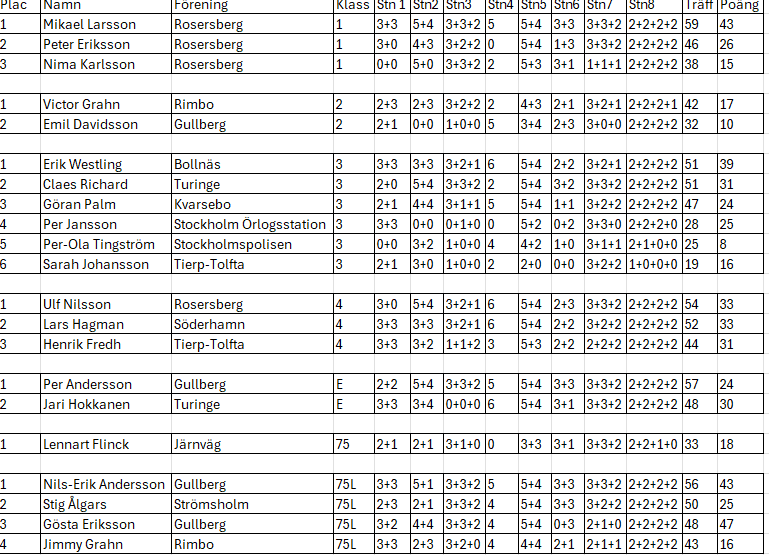 Plac Namn Förening Klass Stn 1 Stn2 Stn3 Stn4 Stn5 Stn6 Stn7 Stn8 Träff Poäng
1 Mikael Larsson Rosersberg 1 3+3 5+4 3+3+2 5 5+4 3+3 3+3+2 2+2+2+2 59 43
2 Peter Eriksson Rosersberg 1 3+0 4+3 3+2+2 0 5+4 1+3 3+3+2 2+2+2+2 46 26
3 Nima Karlsson Rosersberg 1 0+0 5+0 3+3+2 2 5+3 3+1 1+1+1 2+2+2+2 38 15
1 Victor Grahn Rimbo 2 2+3 2+3 3+2+2 2 4+3 2+1 3+2+1 2+2+2+1 42 17
2 Emil Davidsson Gullberg 2 2+1 0+0 1+0+0 5 3+4 2+3 3+0+0 2+2+2+2 32 10
1 Erik Westling Bollnäs 3 3+3 3+3 3+2+1 6 5+4 2+2 3+2+1 2+2+2+2 51 39
2 Claes Richard Turinge 3 2+0 5+4 3+3+2 2 5+4 3+2 3+3+2 2+2+2+2 51 31
3 Göran Palm Kvarsebo 3 2+1 4+4 3+1+1 5 5+4 1+1 3+2+2 2+2+2+2 47 24
4 Per Jansson Stockholm Örlogsstation 3 3+3 0+0 0+1+0 0 5+2 0+2 3+3+0 2+2+2+0 28 25
5 Per-Ola Tingström Stockholmspolisen 3 0+0 3+2 1+0+0 4 4+2 1+0 3+1+1 2+1+0+0 25 8
6 Sarah Johansson Tierp-Tolfta 3 2+1 3+0 1+0+0 2 2+0 0+0 3+2+2 1+0+0+0 19 16
1 Ulf Nilsson Rosersberg 4 3+0 5+4 3+2+1 6 5+4 2+3 3+3+2 2+2+2+2 54 33
2 Lars Hagman Söderhamn 4 3+3 3+3 3+2+1 6 5+4 2+2 3+2+2 2+2+2+2 52 33
3 Henrik Fredh Tierp-Tolfta 4 3+3 3+2 1+1+2 3 5+3 2+2 2+2+2 2+2+2+2 44 31
1 Per Andersson Gullberg E 2+2 5+4 3+3+2 5 5+4 3+3 3+3+2 2+2+2+2 57 24
2 Jari Hokkanen Turinge E 3+3 3+4 0+0+0 6 5+4 3+1 3+3+2 2+2+2+2 48 30
1 Lennart Flinck Järnväg 75 2+1 2+1 3+1+0 0 3+3 3+1 3+3+2 2+2+1+0 33 18
1 Nils-Erik Andersson Gullberg 75L 3+3 5+1 3+3+2 5 5+4 3+3 3+3+2 2+2+2+2 56 43
2 Stig Ålgars Strömsholm 75L 2+3 2+1 3+3+2 4 5+4 3+3 3+2+2 2+2+2+2 50 25
3 Gösta Eriksson Gullberg 75L 3+2 4+4 3+3+2 4 5+4 0+3 2+1+0 2+2+2+2 48 47
4 Jimmy Grahn Rimbo 75L 3+3 2+3 3+2+0 4 4+4 2+1 2+1+1 2+2+2+2 43 16